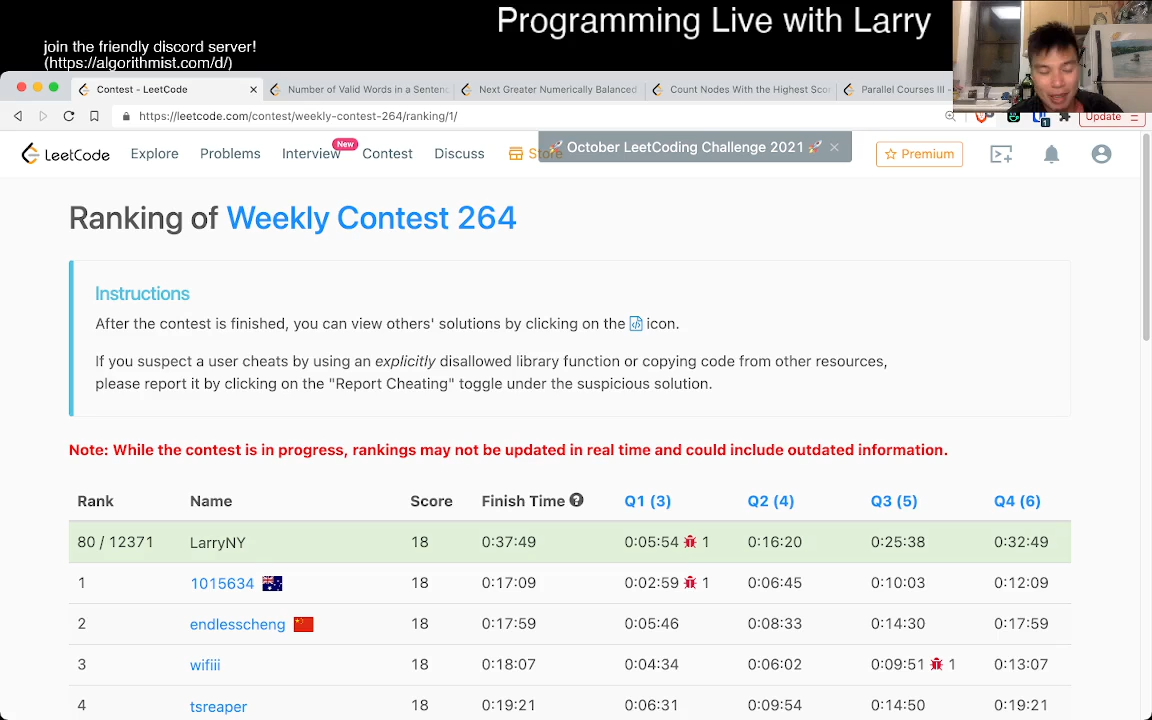 Programming Live with Larry
join the friendly discord server!
(https://algorithmist.com/d/)
Contest - LeetCode
Number of Valid Words in a Sentenc
Next Greater Numerically Balanced
Count Nodes With the Highest Sco
Parallel Courses III -
https://leetcode.com/contest/weekly-contest-264/ranking/1/
1
Update
LeetCode
Explore
Problems
Interview
New
Contest
Discuss
Store
🚀 October LeetCoding Challenge 2021 🚀
Premium
Ranking of Weekly Contest 264
Instructions
After the contest is finished, you can view others' solutions by clicking on the icon.
If you suspect a user cheats by using an explicitly disallowed library function or copying code from other resources,
please report it by clicking on the "Report Cheating" toggle under the suspicious solution.
Note: While the contest is in progress, rankings may not be updated in real time and could include outdated information.
Rank Name Score Finish Time Q1 (3) Q2 (4) Q3 (5) Q4 (6)
80 / 12371 LarryNY 18 0:37:49 0:05:54 1 0:16:20 0:25:38 0:32:49
1 1015634 18 0:17:09 0:02:59 1 0:06:45 0:10:03 0:12:09
2 endlesscheng 18 0:17:59 0:05:46 0:08:33 0:14:30 0:17:59
3 wifiii 18 0:18:07 0:04:34 0:06:02 0:09:51 1 0:13:07
4 tsreaper 18 0:19:21 0:06:31 0:09:54 0:14:50 0:19:21